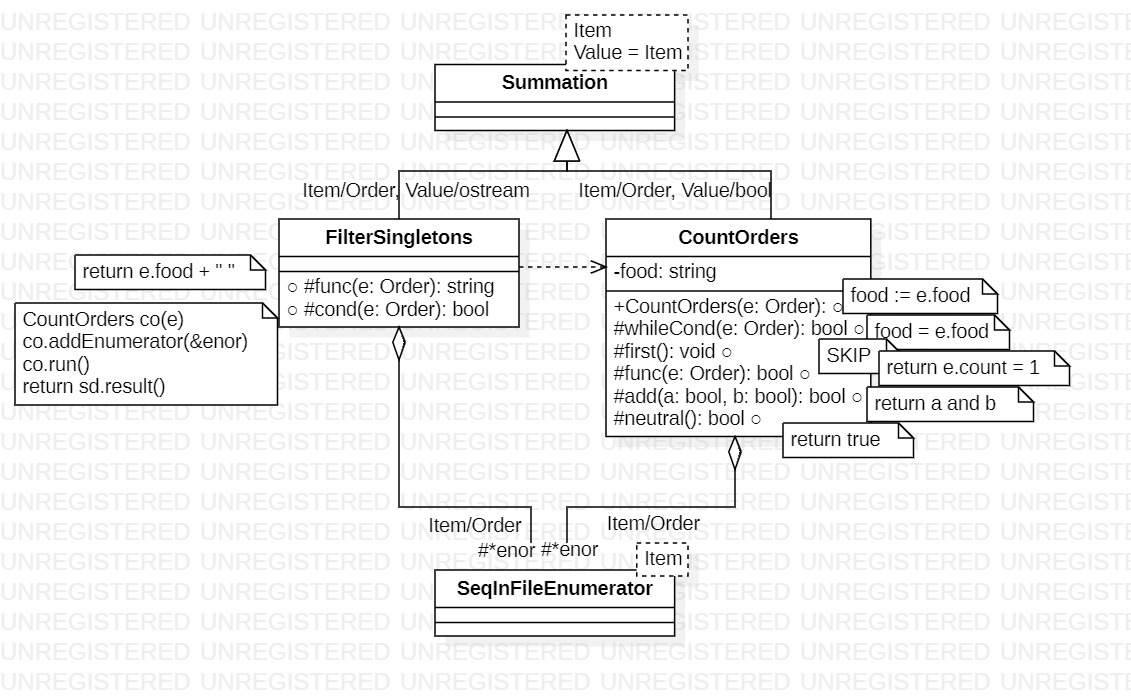 Item
Value = Item
Summation
Item/Order, Value/ostream
Item/Order, Value/bool
FilterSingletons
#func(e: Order): string
#cond(e: Order): bool
return e.food + " "
CountOrders co(e)
co.addEnumerator(&enor)
co.run()
return sd.result()
CountOrders
-food: string
+CountOrders(e: Order):
#whileCond(e: Order): bool
#first(): void
#func(e: Order): bool
#add(a: bool, b: bool): bool
#neutral(): bool
food := e.food
food = e.food
SKIP
return e.count = 1
return a and b
return true
Item/Order
Item/Order
#*enor
#*enor
Item
SeqInFileEnumerator
UNREGISTERED